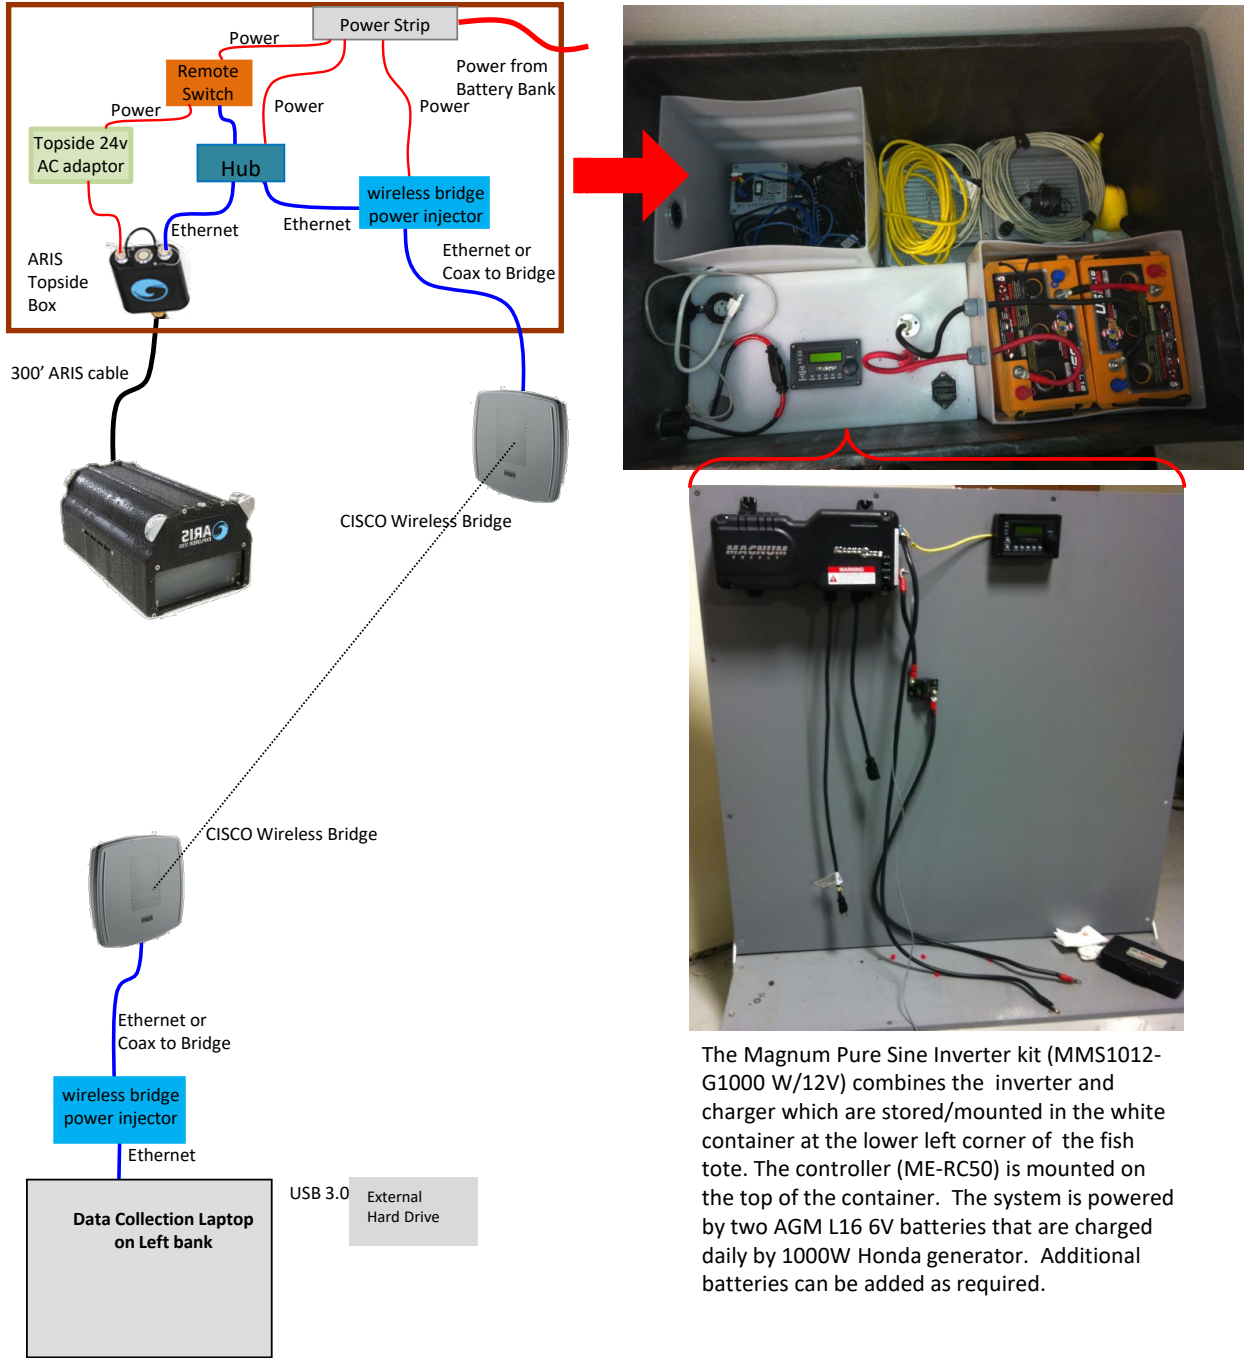 Power Strip
Power
Power from
Battery Bank
Remote
Switch
Power
Power
Power
Topside 24v
AC adaptor
Hub
wireless bridge
power injector
Ethernet
Ethernet
Ethernet or
Coax to Bridge
ARIS
Topside
Box
300’ ARIS cable
ARIS
EXPLORER
CISCO Wireless Bridge
CISCO Wireless Bridge
Ethernet or
Coax to Bridge
wireless bridge
power injector
Ethernet
Data Collection Laptop
on Left bank
USB 3.0
External
Hard Drive
MAGNUM
ENERGY
WARNING
The Magnum Pure Sine Inverter kit (MMS1012-
G1000 W/12V) combines the  inverter and
charger which are stored/mounted in the white
container at the lower left corner of  the fish
tote. The controller (ME-RC50) is mounted on
the top of the container.  The system is powered
by two AGM L16 6V batteries that are charged
daily by 1000W Honda generator.  Additional
batteries can be added as required.